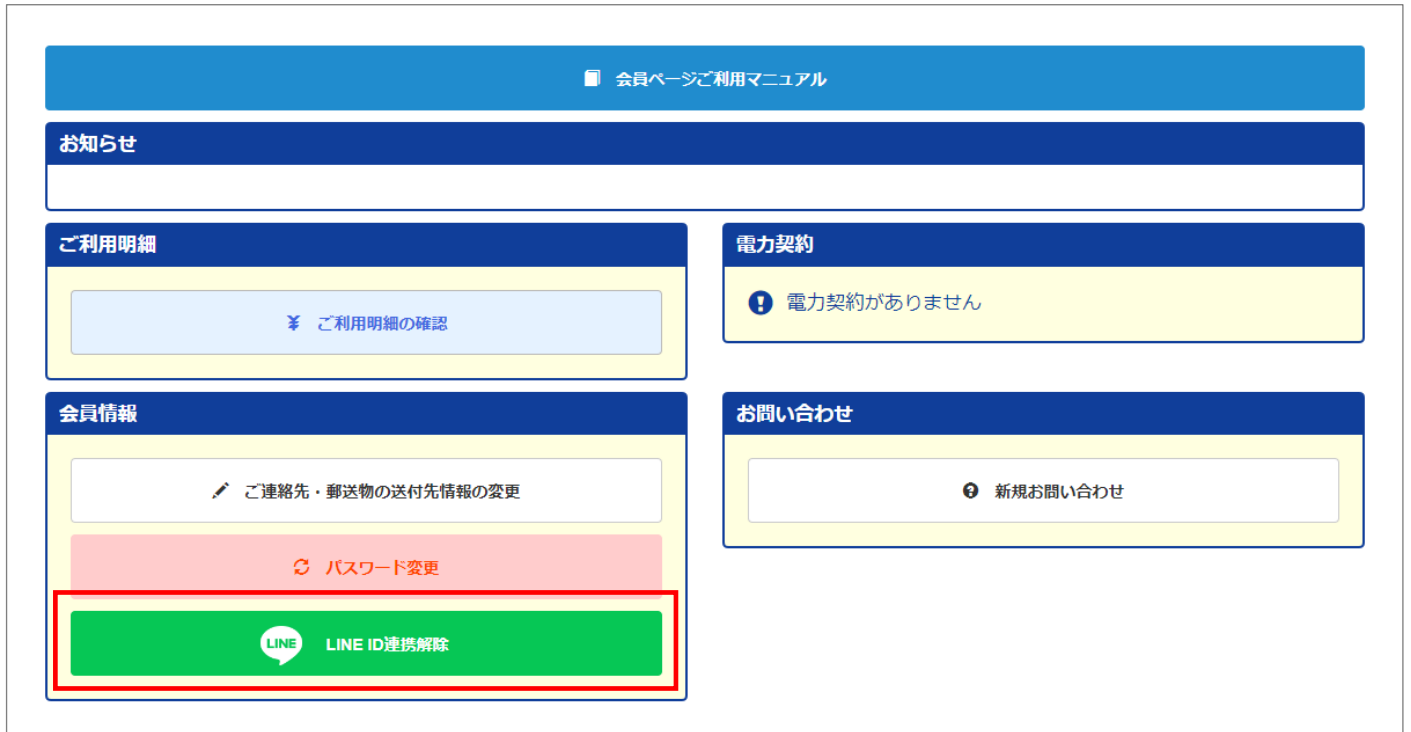 会員ページご利用マニュアル
お知らせ
ご利用明細
¥ ご利用明細の確認
電力契約
電力契約がありません
会員情報
ご連絡先・郵送物の送付先情報の変更
パスワード変更
LINE LINE ID連携解除
お問い合わせ
新規お問い合わせ